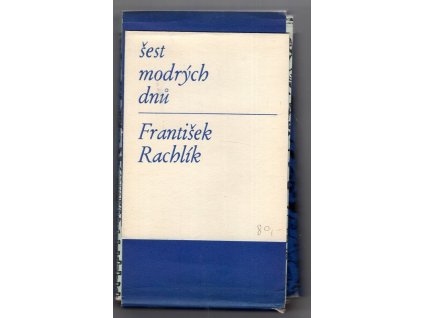 šest
modrých
dnů
František
Rachlík
80,-